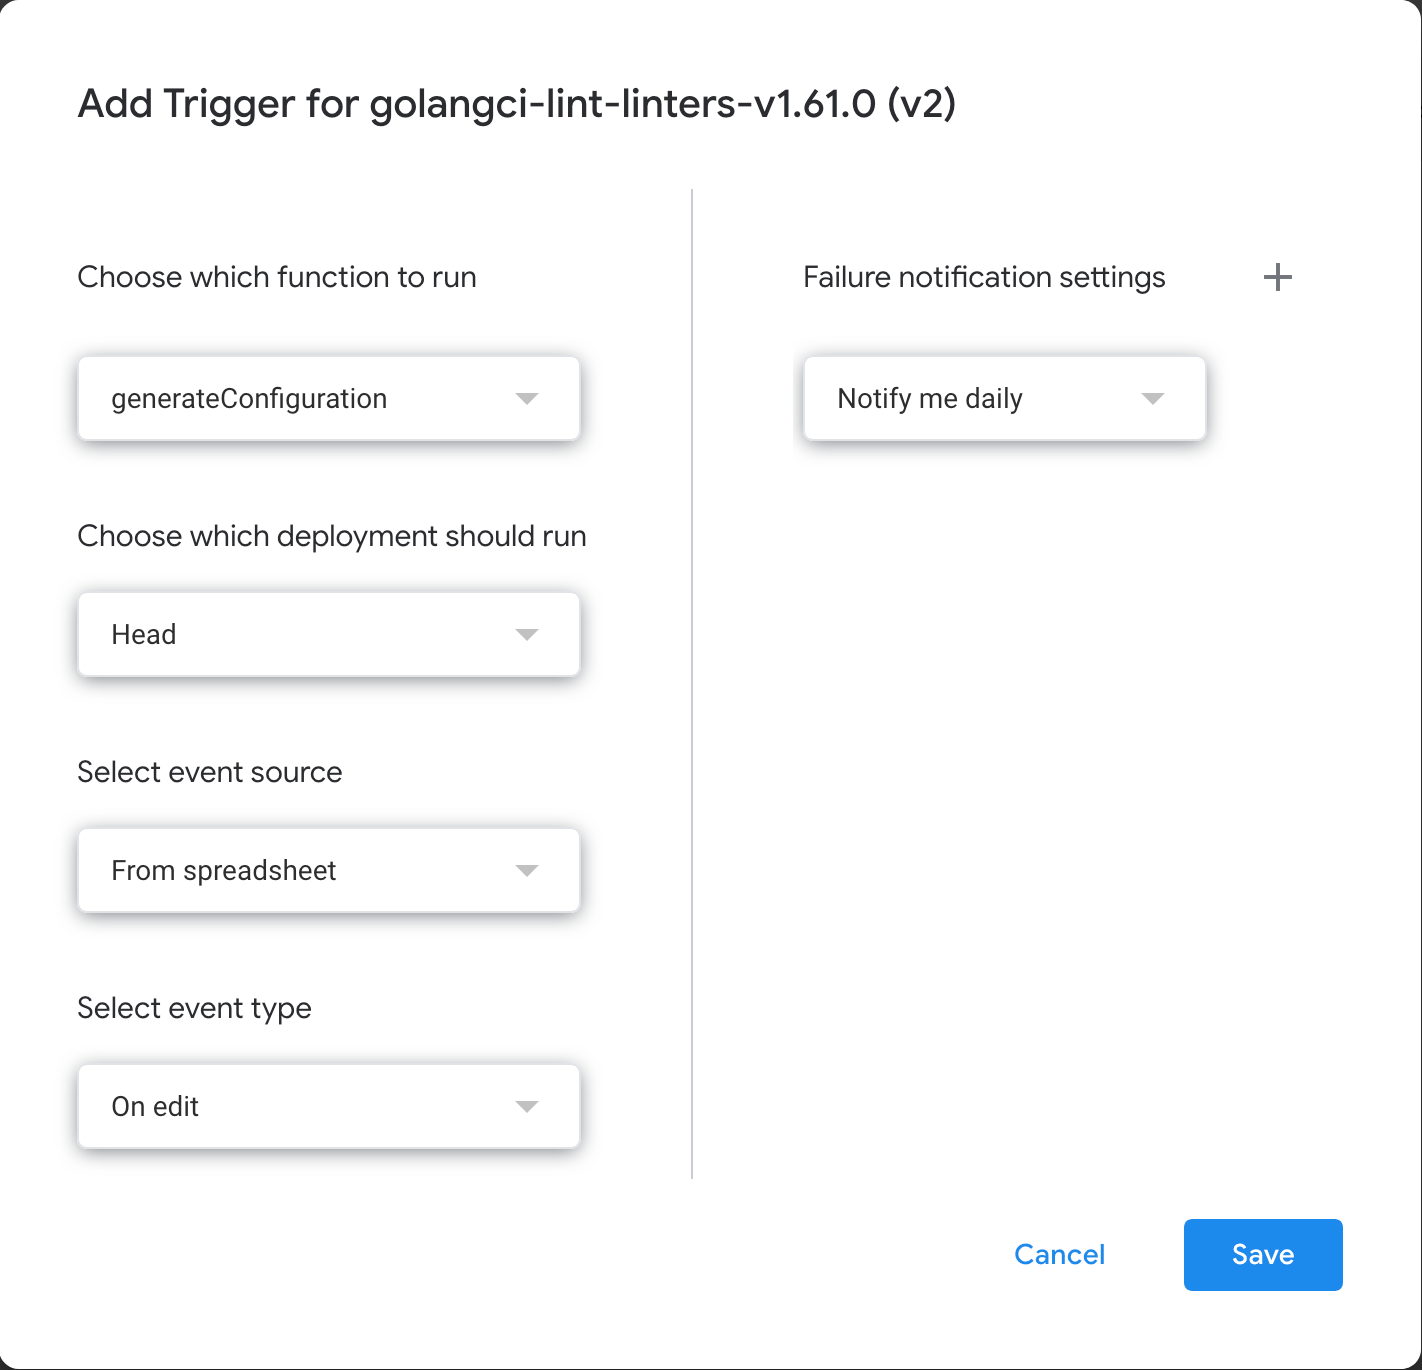 Add Trigger for golangci-lint-linters-v1.61.0 (v2)
Choose which function to run
generateConfiguration
Choose which deployment should run
Head
Select event source
From spreadsheet
Select event type
On edit
Failure notification settings
Notify me daily
Cancel
Save